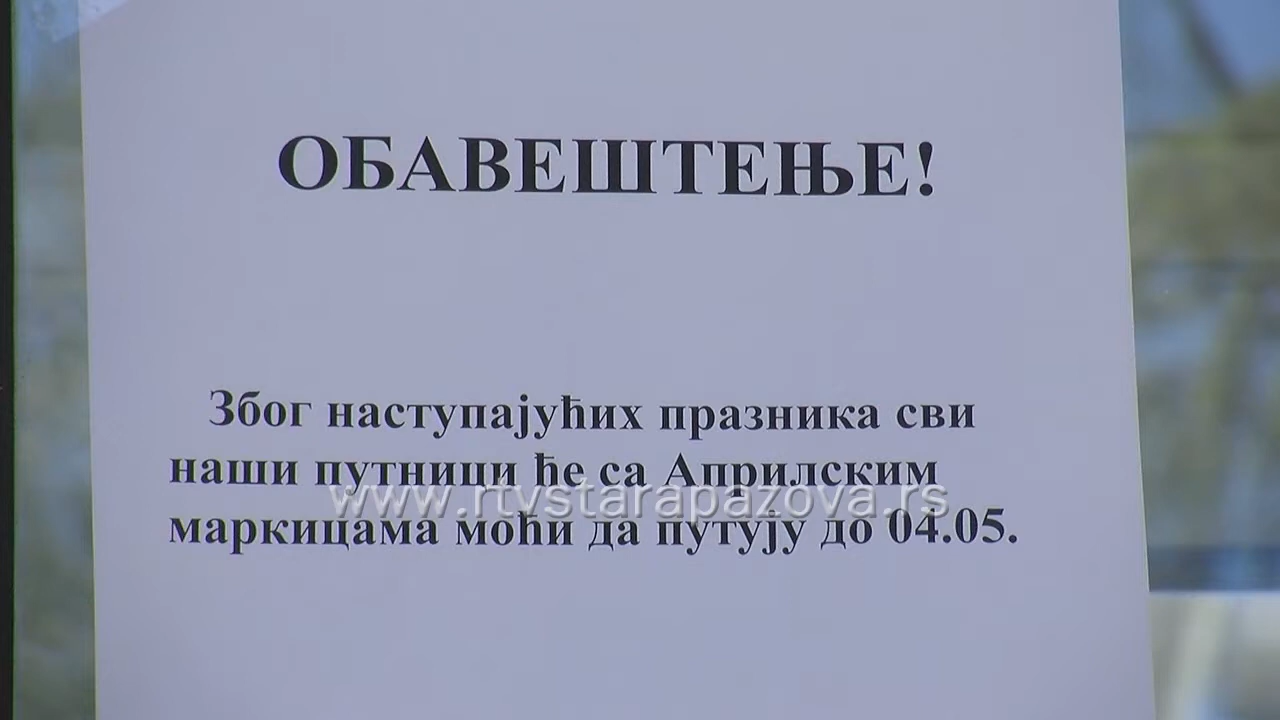 ОБАВЕШТЕЊЕ!
Због наступајућих празника сви
наши путници ће са Априлским
www.rtvstarapazova.rs
маркицама моћи да путују до 04.05.